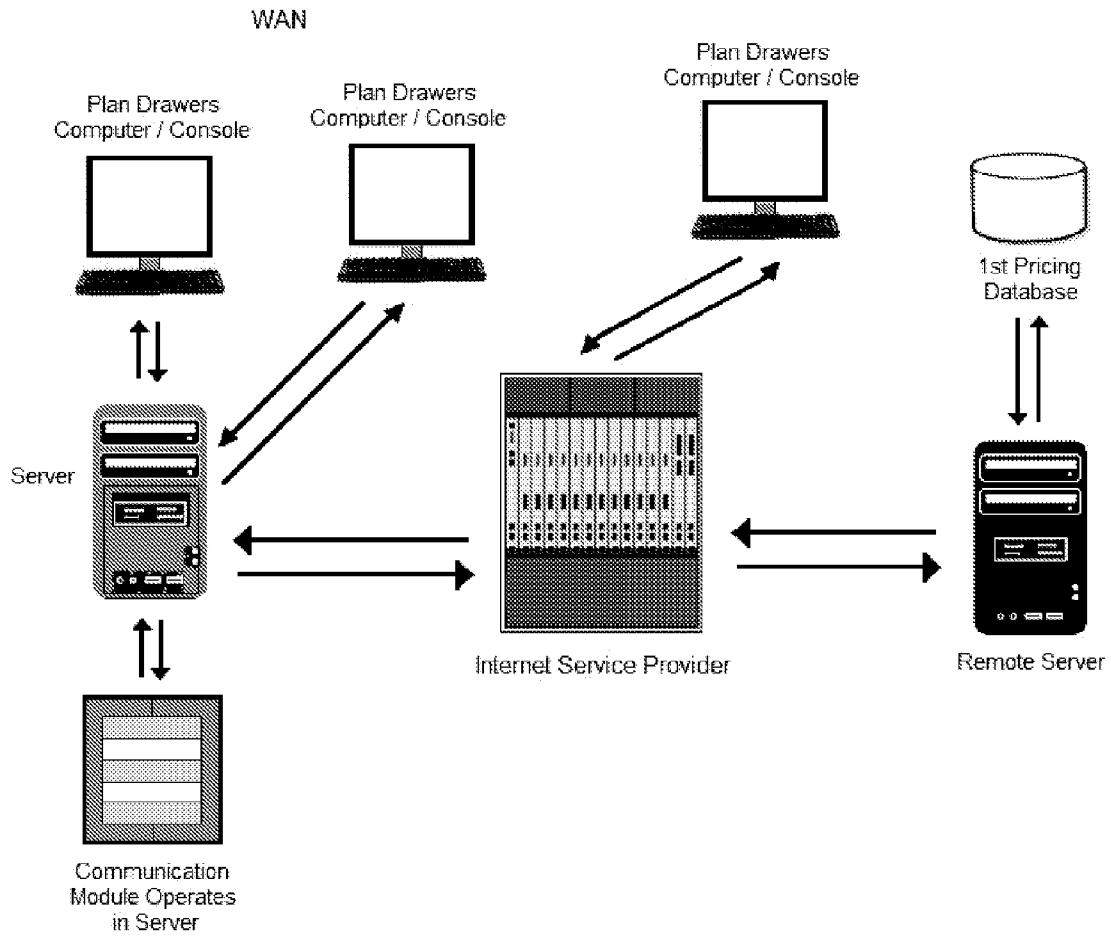 WAN
Plan Drawers
Computer / Console
Plan Drawers
Computer / Console
Plan Drawers
Computer / Console
1st Pricing
Database
Server
Internet Service Provider
Remote Server
Communication
Module Operates
in Server